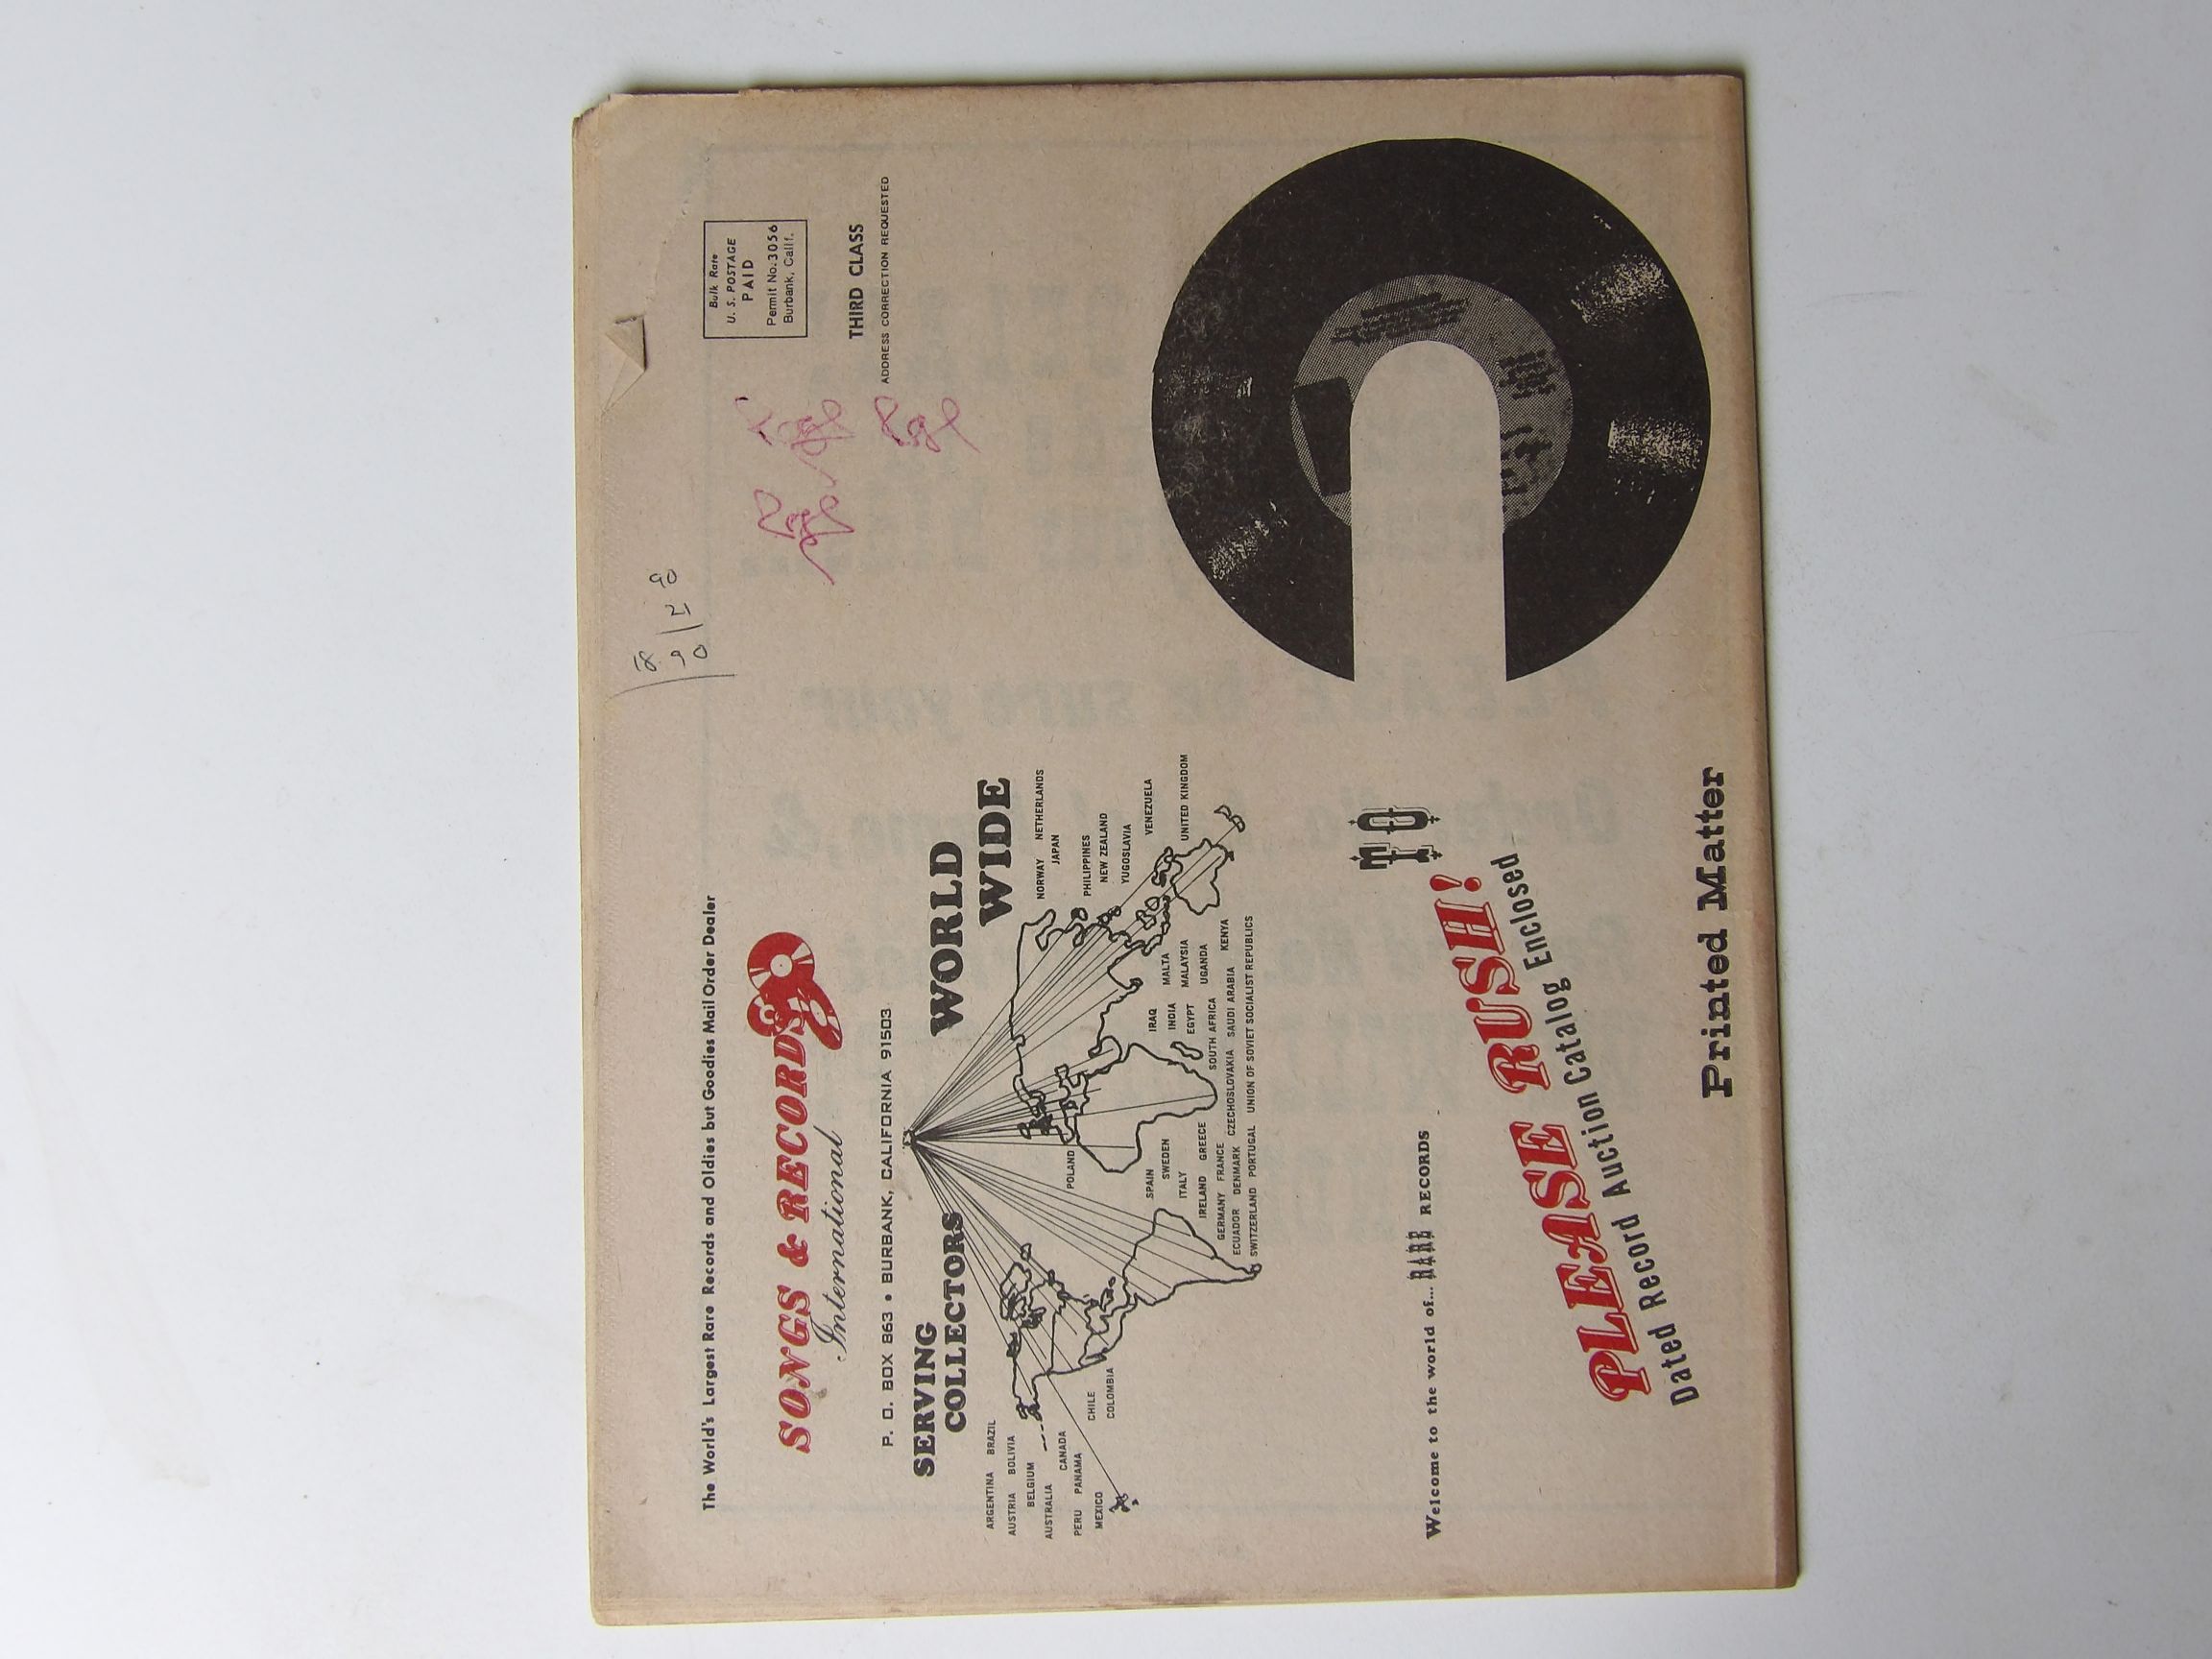 The World's Largest Rare Records and Oldies but Goodies Mail Order Dealer
SONGS & RECORDS
International
P. O. BOX 863 • BURBANK, CALIFORNIA 91503
Bulk Rate
U. S. POSTAGE
PAID
Permit No. 3056
Burbank, Calif.
THIRD CLASS
ADDRESS CORRECTION REQUESTED
18
90/2 90
SERVING
COLLECTORS
WORLD
WIDE
ARGENTINA BRAZIL
AUSTRIA BOLIVIA
BELGIUM
AUSTRALIA CANADA
PERU PANAMA
MEXICO
CHILE
COLOMBIA
POLAND
NORWAY NETHERLANDS
JAPAN
PHILIPPINES
NEW ZEALAND
YUGOSLAVIA
VENEZUELA
UNITED KINGDOM
SPAIN IRAQ MALTA
SWEDEN INDIA MALAYSIA
ITALY EGYPT UGANDA
IRELAND GREECE SOUTH AFRICA
GERMANY FRANCE CZECHOSLOVAKIA SAUDI ARABIA KENYA
ECUADOR DENMARK
SWITZERLAND PORTUGAL UNION OF SOVIET SOCIALIST REPUBLICS
Welcome to the world of... RARE RECORDS
TO
PLEASE RUSH!
Dated Record Auction Catalog Enclosed
Printed Matter